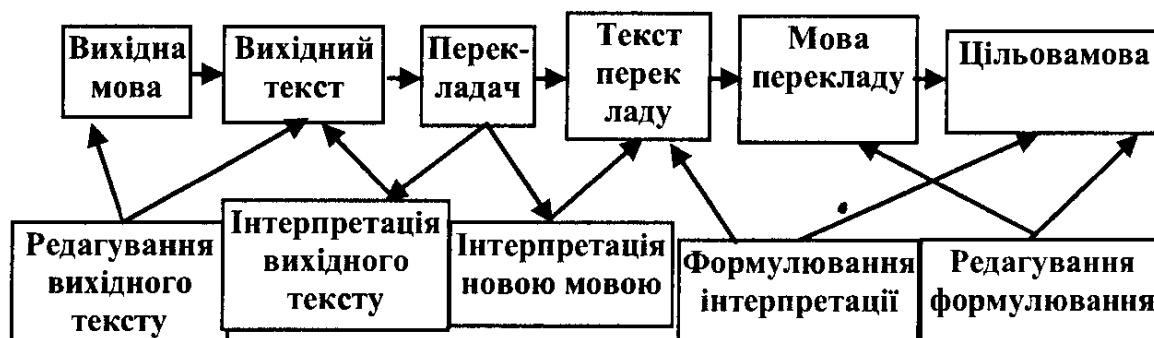 Вихідна
мова
Вихідний
текст
Перек-
ладач
Текст
перек
ладу
Мова
перекладу
Цільовамова
Редагування
вихідного
тексту
Інтерпретація
вихідного
тексту
Інтерпретація
новою мовою
Формулювання
інтерпретації
Редагування
формулювання